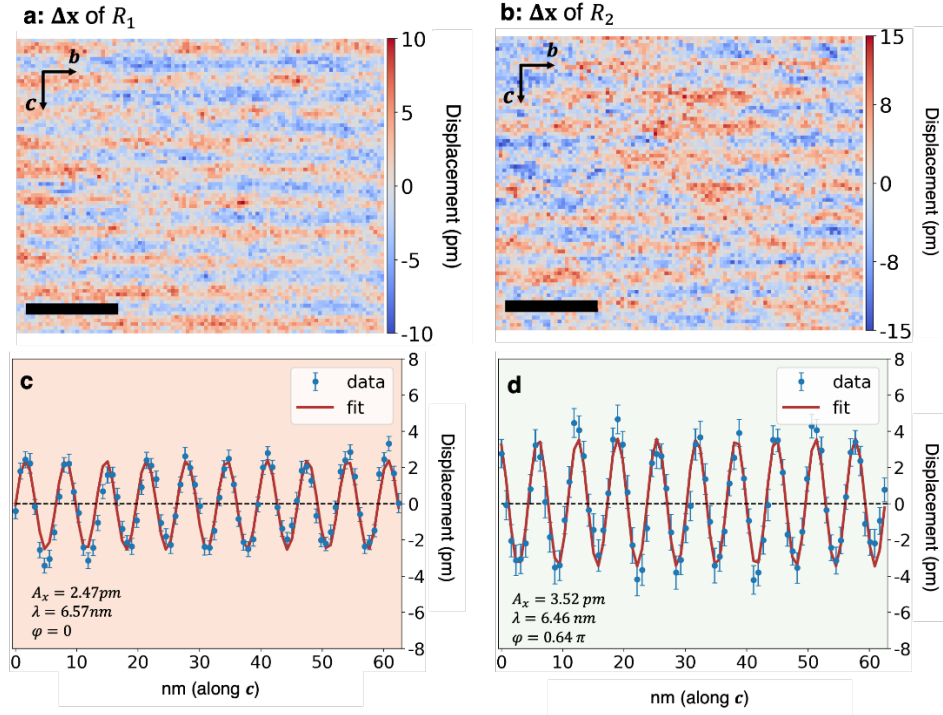 a: Δx of R₁
b: Δx of R₂
b
c
10
5
0
-5
-10
Displacement (pm)
b
c
15
8
0
-8
-15
Displacement (pm)
c
data
fit
A_x = 2.47pm
λ = 6.57nm
φ = 0
8
6
4
2
0
-2
-4
-6
-8
Displacement (pm)
0 10 20 30 40 50 60
nm (along c)
d
data
fit
A_x = 3.52 pm
λ = 6.46 nm
φ = 0.64 π
8
6
4
2
0
-2
-4
-6
-8
Displacement (pm)
0 10 20 30 40 50 60
nm (along c)